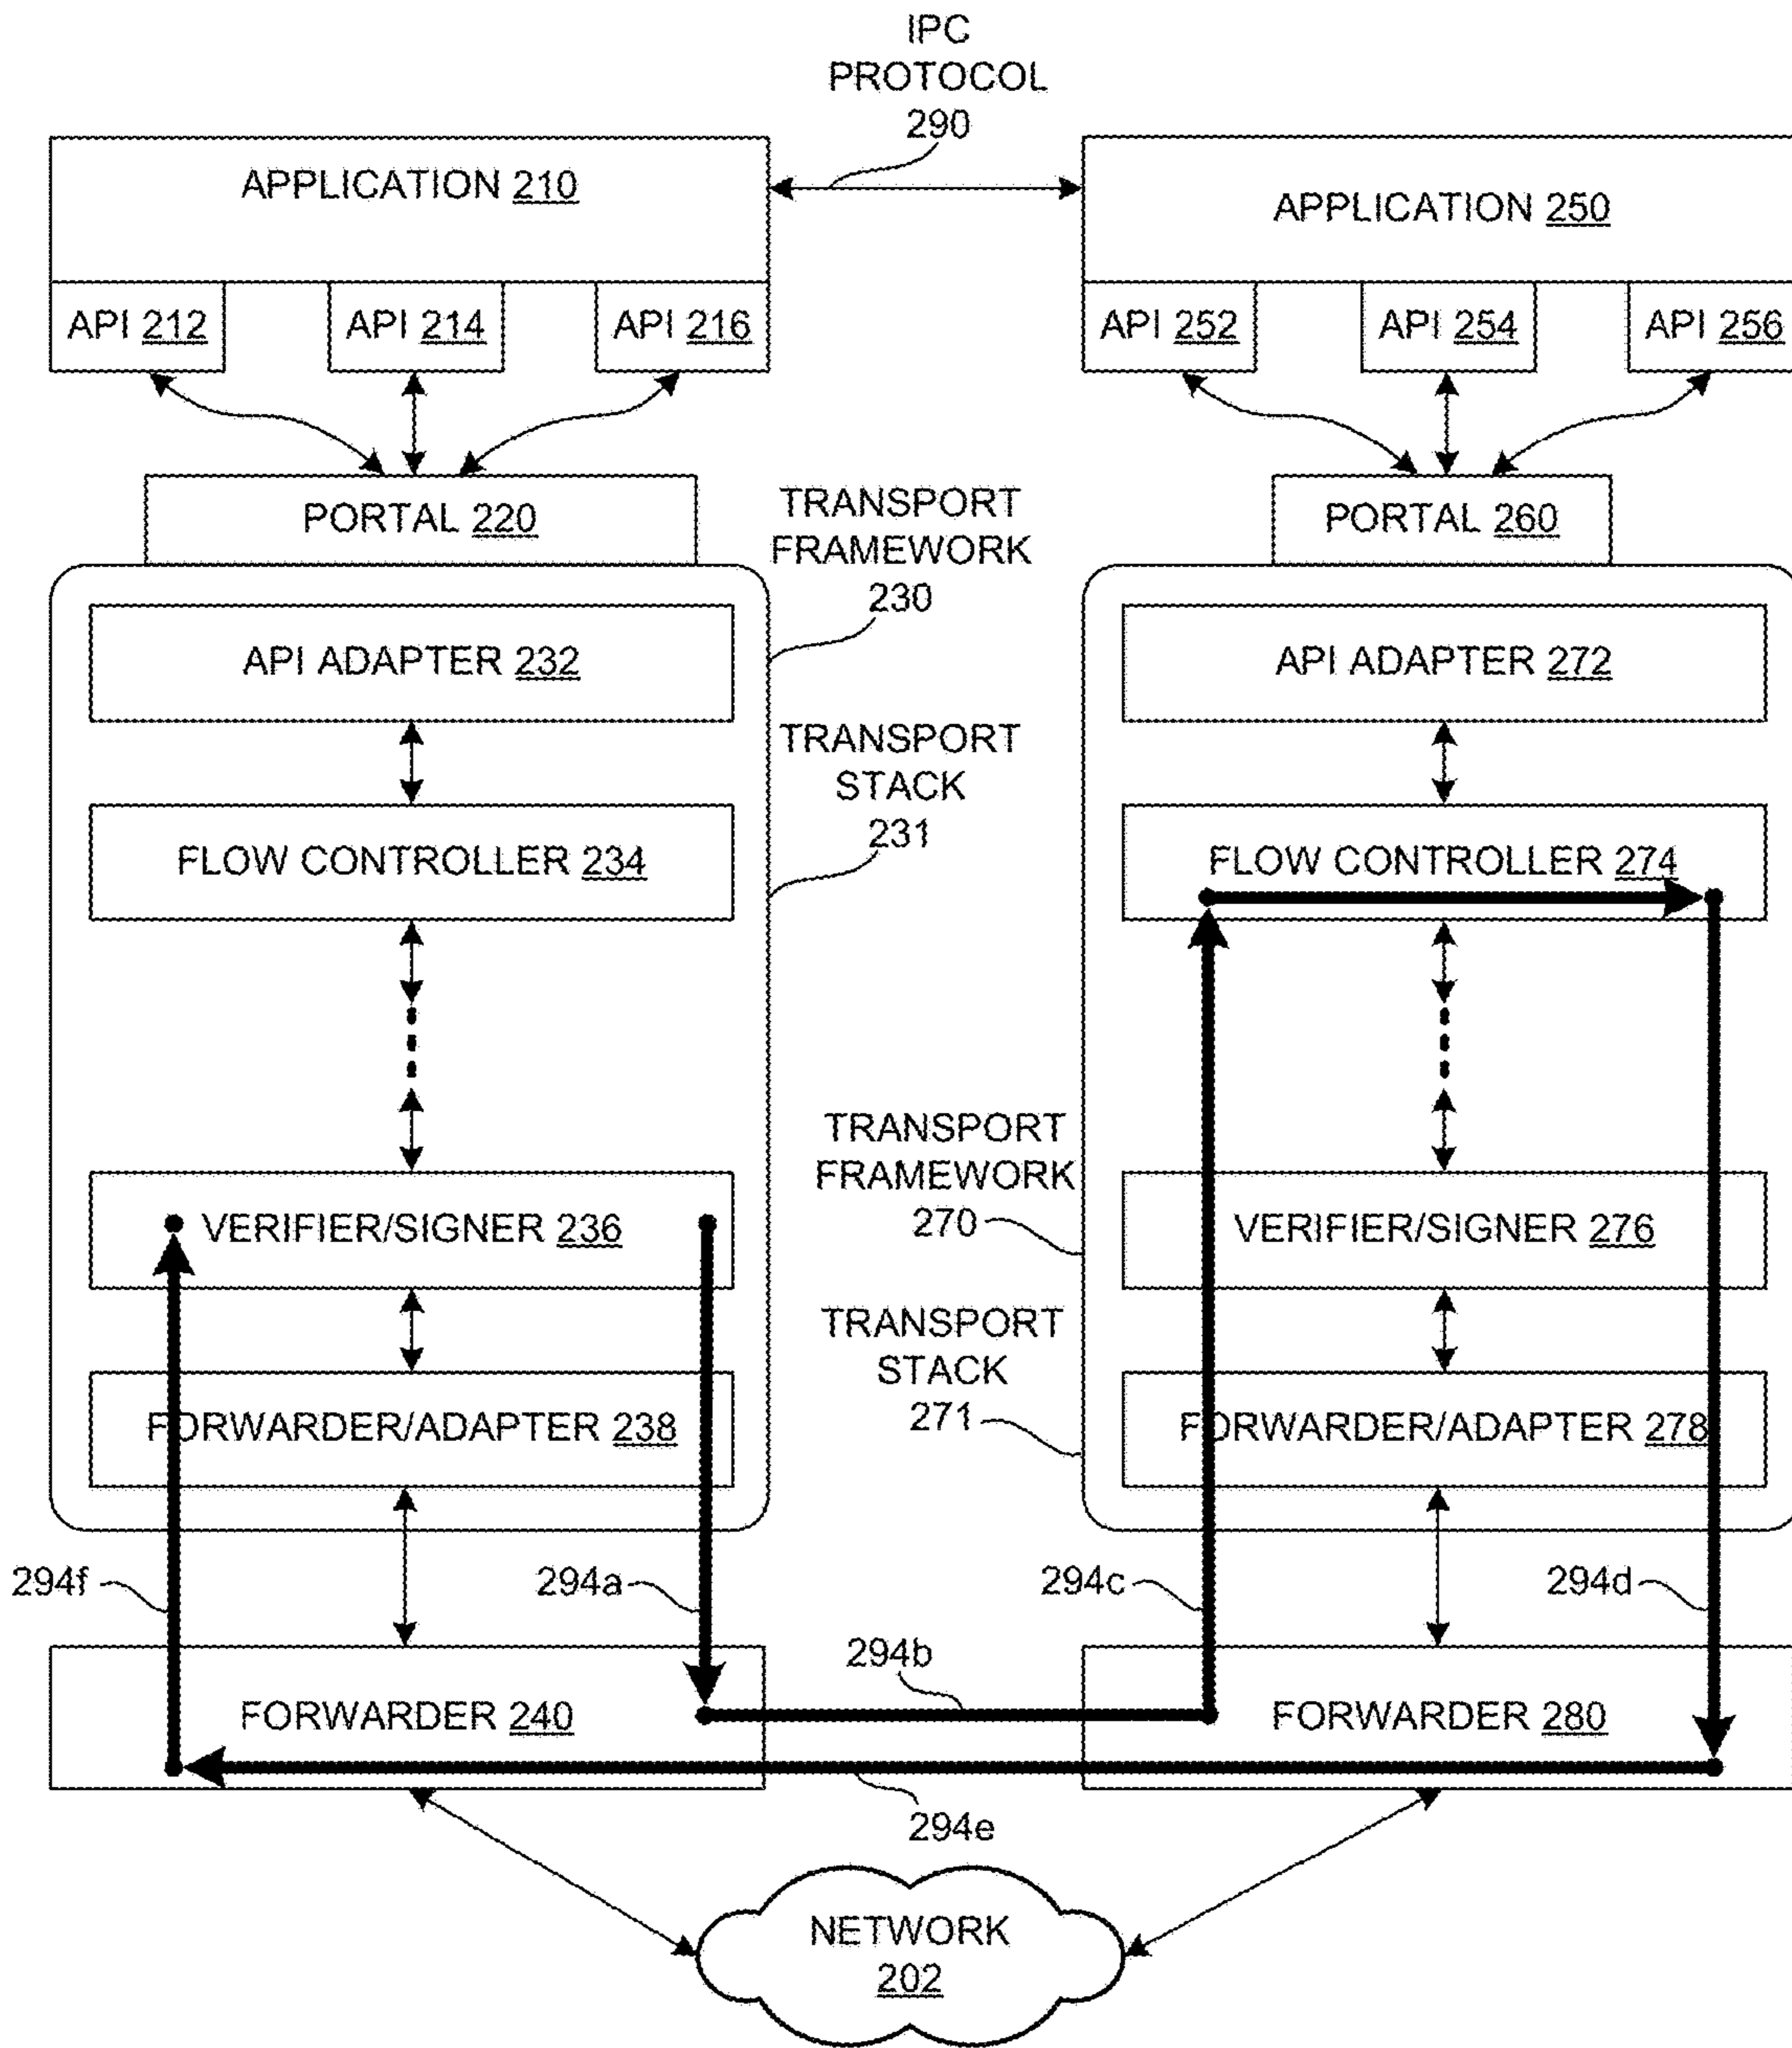 IPC
PROTOCOL
290
APPLICATION 210
APPLICATION 250
API 212
API 214
API 216
API 252
API 254
API 256
PORTAL 220
TRANSPORT
FRAMEWORK
230
PORTAL 260
API ADAPTER 232
API ADAPTER 272
TRANSPORT
STACK
231
FLOW CONTROLLER 234
FLOW CONTROLLER 274
TRANSPORT
FRAMEWORK
270
VERIFIER/SIGNER 236
VERIFIER/SIGNER 276
TRANSPORT
STACK
271
FORWARDER/ADAPTER 238
FORWARDER/ADAPTER 278
294f
294a
294c
294d
294b
FORWARDER 240
FORWARDER 280
294e
NETWORK
202